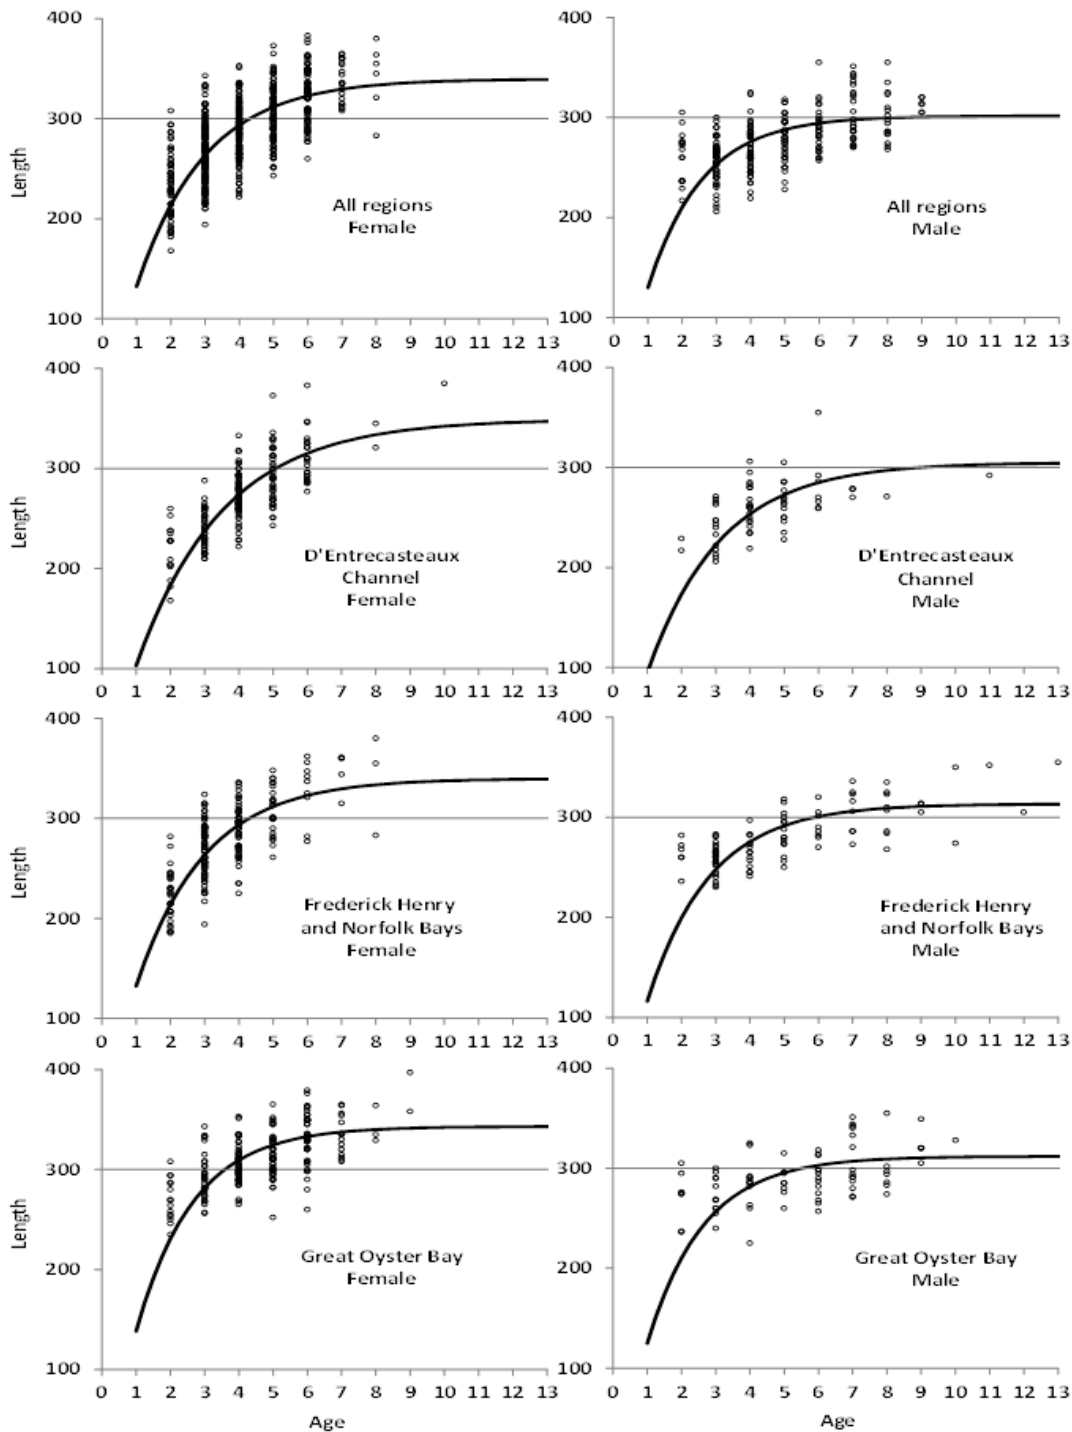 400
300
200
100
Length
0 1 2 3 4 5 6 7 8 9 10 11 12 13
All regions
Female
400
300
200
100
0 1 2 3 4 5 6 7 8 9 10 11 12 13
All regions
Male
400
300
200
100
Length
0 1 2 3 4 5 6 7 8 9 10 11 12 13
D'Entrecasteaux
Channel
Female
400
300
200
100
0 1 2 3 4 5 6 7 8 9 10 11 12 13
D'Entrecasteaux
Channel
Male
400
300
200
100
Length
0 1 2 3 4 5 6 7 8 9 10 11 12 13
Frederick Henry
and Norfolk Bays
Female
400
300
200
100
0 1 2 3 4 5 6 7 8 9 10 11 12 13
Frederick Henry
and Norfolk Bays
Male
400
300
200
100
Length
0 1 2 3 4 5 6 7 8 9 10 11 12 13
Age
Great Oyster Bay
Female
400
300
200
100
0 1 2 3 4 5 6 7 8 9 10 11 12 13
Age
Great Oyster Bay
Male